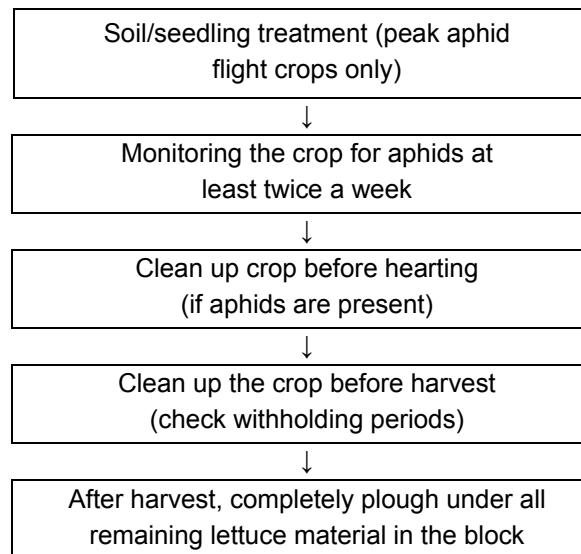 Soil/seedling treatment (peak aphid
flight crops only)
↓
Monitoring the crop for aphids at
least twice a week
↓
Clean up crop before hearting
(if aphids are present)
↓
Clean up the crop before harvest
(check withholding periods)
↓
After harvest, completely plough under all
remaining lettuce material in the block